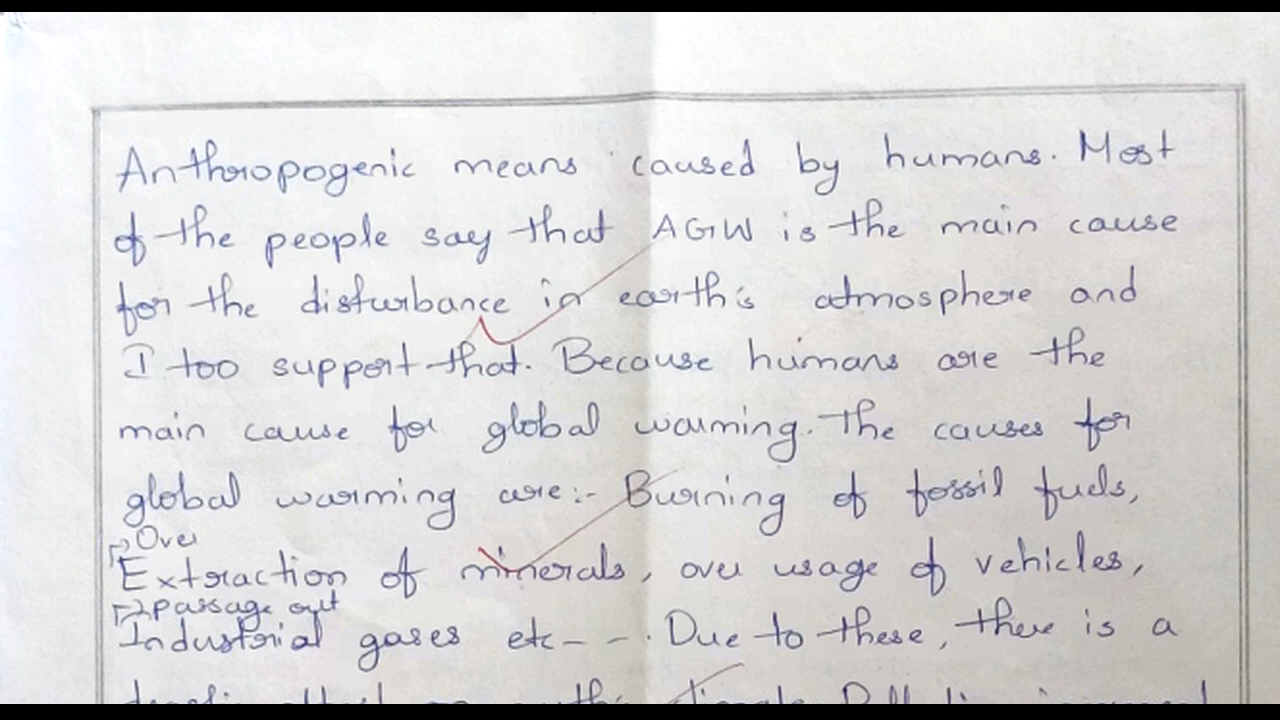 Anthropogenic means caused by humans. Most
of the people say that AGW is the main cause
for the disturbance in earth's atmosphere and
I too support that. Because humans are the
main cause for global warming. The causes for
global warming are:- Burning of fossil fuels,
Over
Extraction of minerals, over usage of vehicles,
passage out
Industrial gases etc--. Due to these, there is a